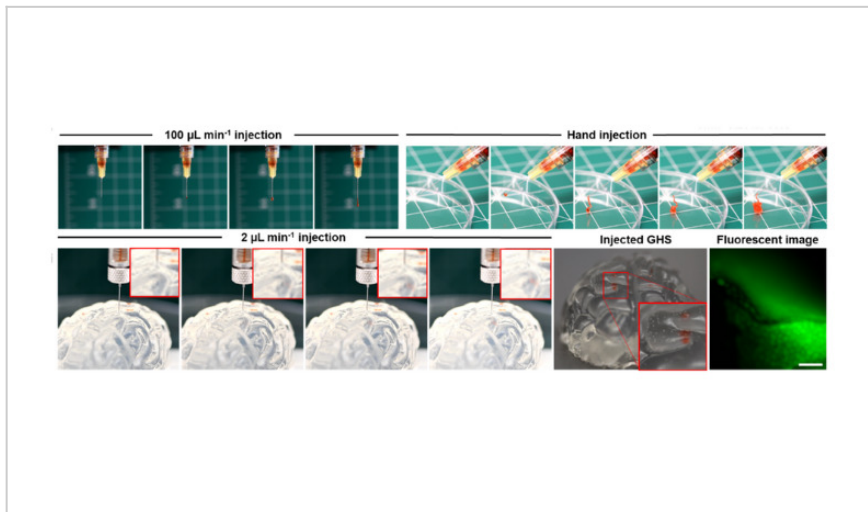 100 µL min⁻¹ injection
Hand injection
2 µL min⁻¹ injection
Injected GHS
Fluorescent image